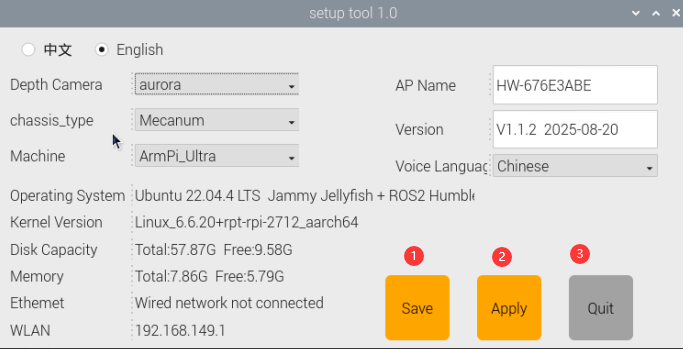 setup tool 1.0
中文 English
Depth Camera aurora AP Name HW-676E3ABE
chassis_type Mecanum Version V1.1.2 2025-08-20
Machine ArmPi_Ultra Voice Languag Chinese
Operating System Ubuntu 22.04.4 LTS Jammy Jellyfish + ROS2 Humble
Kernel Version Linux_6.6.20+rpt-rpi-2712_aarch64
Disk Capacity Total:57.87G Free:9.58G
Memory Total:7.86G Free:5.79G
Ethemet Wired network not connected
WLAN 192.168.149.1
1 2 3
Save Apply Quit